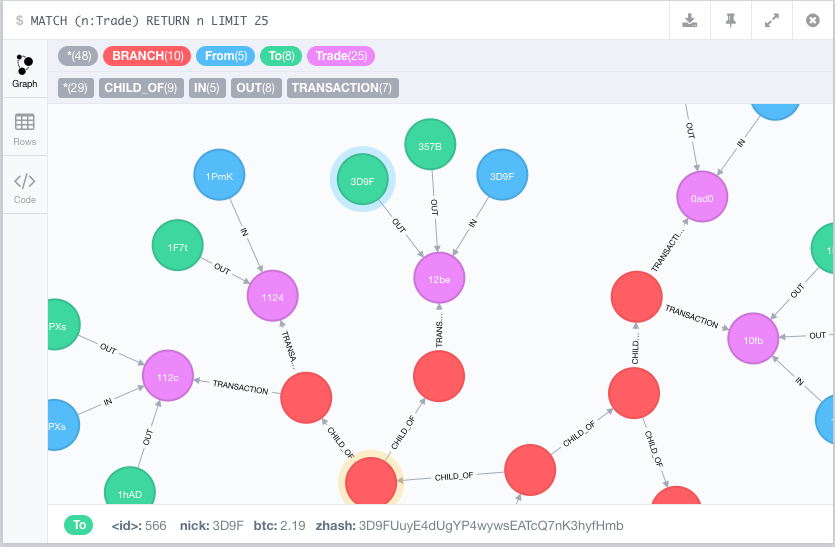 $ MATCH (n:Trade) RETURN n LIMIT 25
*(48) BRANCH(10) From(5) To(8) Trade(25)
*(29) CHILD_OF(9) IN(5) OUT(8) TRANSACTION(7)
Graph
Rows
Code
OUT
IN
357B
1PmK
3D9F
3D9F
0ad0
OUT
OUT
IN
IN
1F7t
OUT
TRANSACTI...
12be
1124
OUT
PXs
TRANS...
TRANSACTION
10fb
OUT
OUT
TRANSA...
CHILD...
112c
TRANSACTION
IN
IN
PXs
OUT
CHILD_OF
CHILD_OF
CHILD_OF
CHILD_OF
CHILD_OF
1hAD
To <id>: 566 nick: 3D9F btc: 2.19 zhash: 3D9FUuyE4dUgYP4wywsEATcQ7nK3hyfHmb